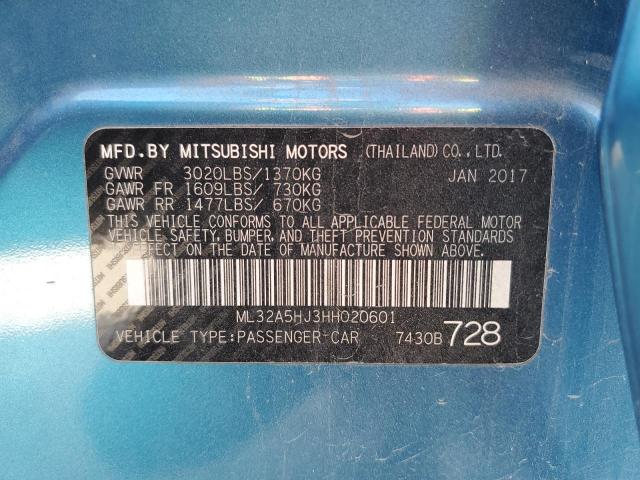 MFD.BY MITSUBISHI MOTORS (THAILAND)CO.,LTD.
GVWR 3020LBS/1370KG JAN 2017
GAWR FR 1609LBS/ 730KG
GAWR RR 1477LBS/ 670KG
THIS VEHICLE CONFORMS TO ALL APPLICABLE FEDERAL MOTOR
VEHICLE SAFETY, BUMPER, AND THEFT PREVENTION STANDARDS
EFFECT ON THE DATE OF MANUFACTURE SHOWN ABOVE.
ML32A5HJ3HH020601
VEHICLE TYPE:PASSENGER-CAR 7430B 728